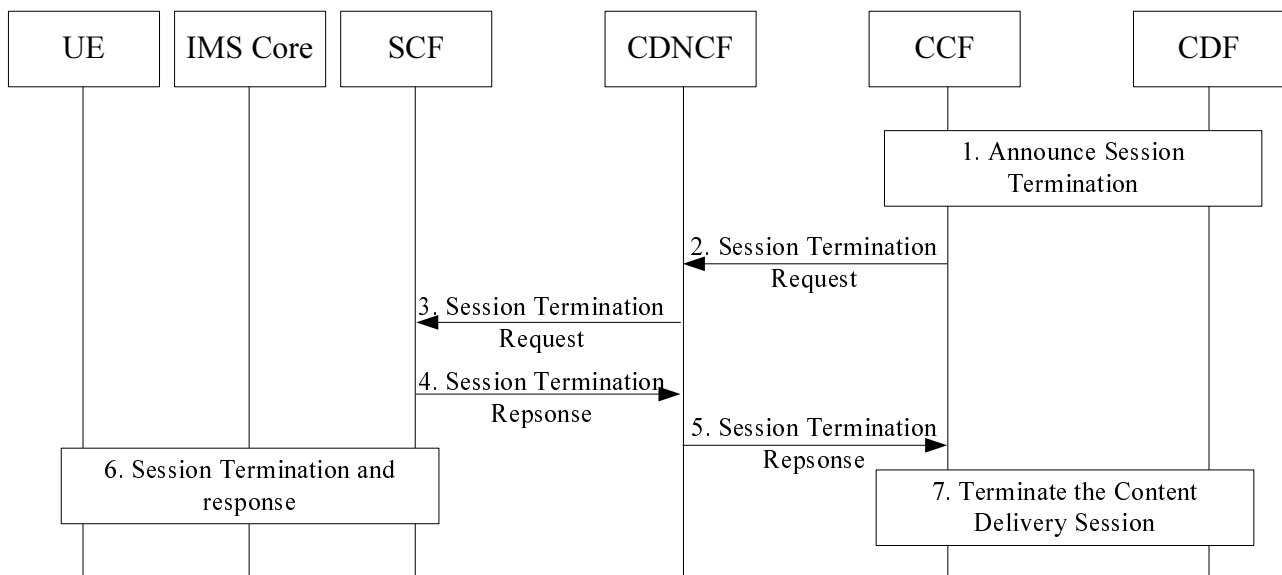 UE
IMS Core
SCF
CDNCF
CCF
CDF
1. Announce Session
Termination
2. Session Termination
Request
3. Session Termination
Request
4. Session Termination
Repsonse
5. Session Termination
Repsonse
6. Session Termination and
response
7. Terminate the Content
Delivery Session